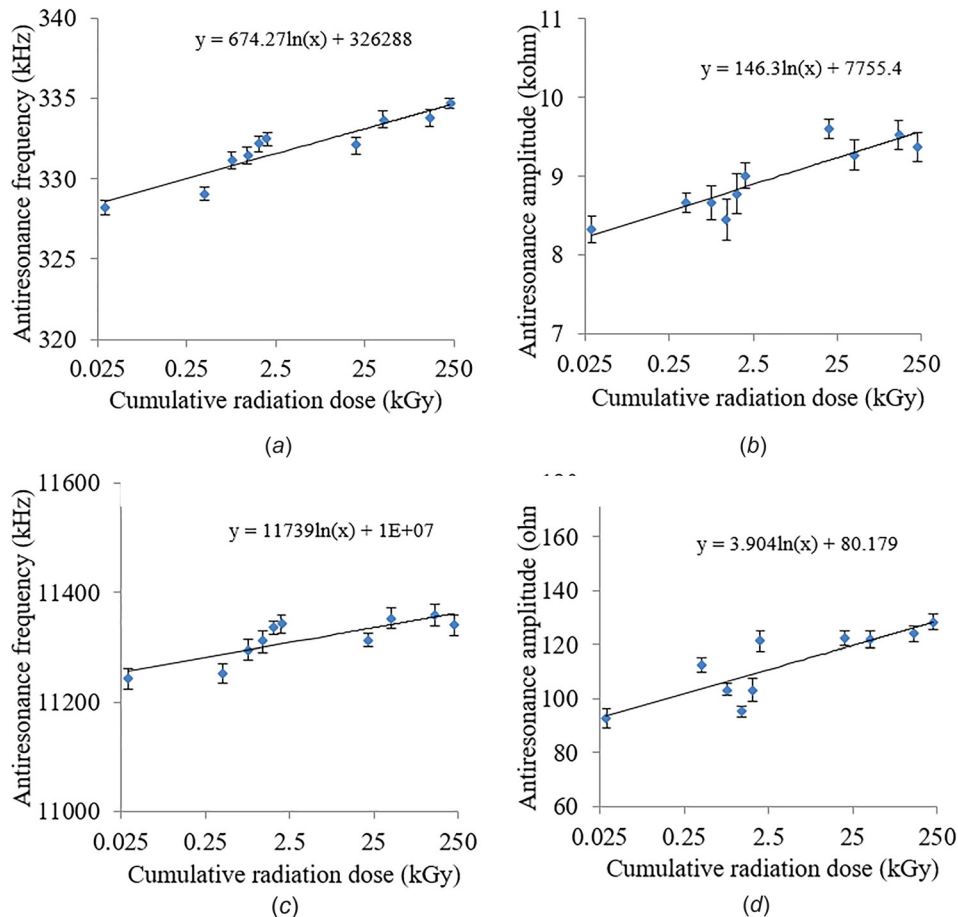 Antiresonance frequency (kHz)
340
335
330
325
320
y = 674.27ln(x) + 326288
0.025 0.25 2.5 25 250
Cumulative radiation dose (kGy)
(a)
Antiresonance amplitude (kohm)
11
10
9
8
7
y = 146.3ln(x) + 7755.4
0.025 0.25 2.5 25 250
Cumulative radiation dose (kGy)
(b)
Antiresonance frequency (kHz)
11600
11400
11200
11000
y = 11739ln(x) + 1E+07
0.025 0.25 2.5 25 250
Cumulative radiation dose (kGy)
(c)
Antiresonance amplitude (ohn
160
140
120
100
80
60
y = 3.904ln(x) + 80.179
0.025 0.25 2.5 25 250
Cumulative radiation dose (kGy)
(d)